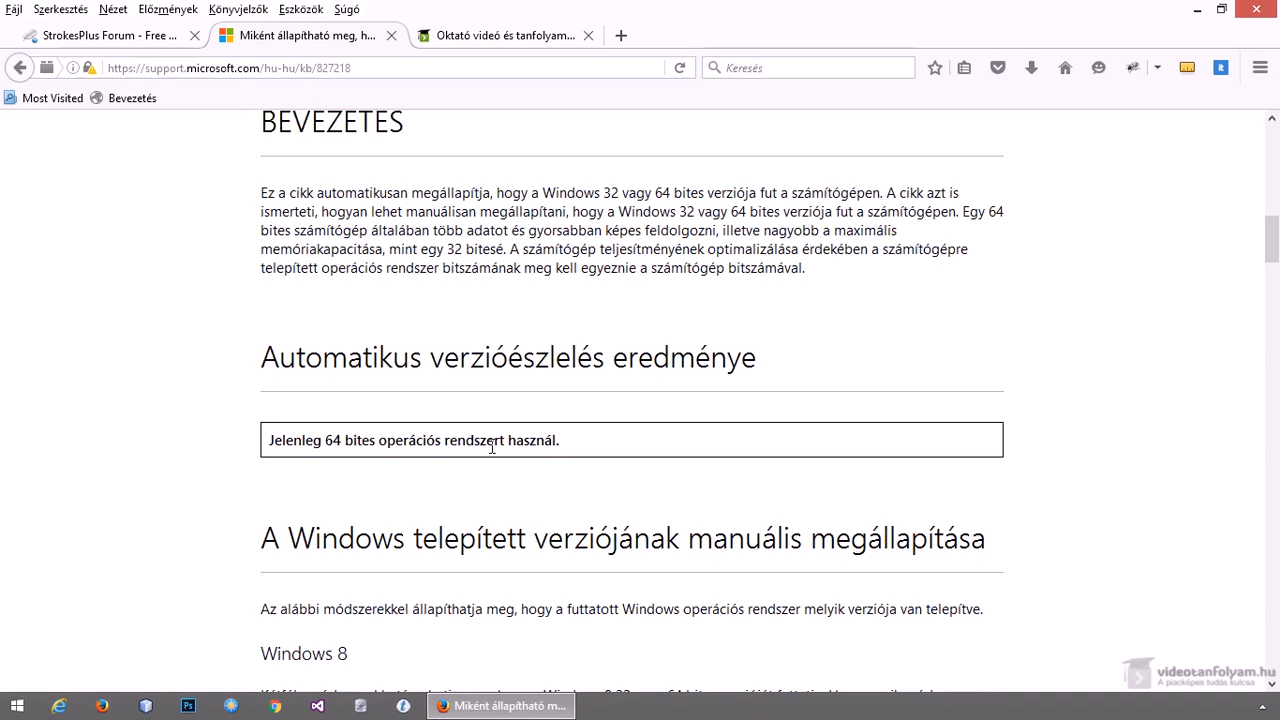 Fájl Szerkesztés Nézet Előzmények Könyvjelzők Eszközök Súgó
StrokesPlus Forum - Free ... Miként állapítható meg, h... Oktató videó és tanfolyam...
https://support.microsoft.com/hu-hu/kb/827218 Keresés
Most Visited Bevezetés
BEVEZETÉS
Ez a cikk automatikusan megállapítja, hogy a Windows 32 vagy 64 bites verziója fut a számítógépen. A cikk azt is
ismerteti, hogyan lehet manuálisan megállapítani, hogy a Windows 32 vagy 64 bites verziója fut a számítógépen. Egy 64
bites számítógép általában több adatot és gyorsabban képes feldolgozni, illetve nagyobb a maximális
memóriakapacitása, mint egy 32 bitesé. A számítógép teljesítményének optimalizálása érdekében a számítógépre
telepített operációs rendszer bitszámának meg kell egyeznie a számítógép bitszámával.
Automatikus verzióészlelés eredménye
Jelenleg 64 bites operációs rendszert használ.
A Windows telepített verziójának manuális megállapítása
Az alábbi módszerekkel állapíthatja meg, hogy a futtatott Windows operációs rendszer melyik verziója van telepítve.
Windows 8
videotanfolyam.hu
A piacképes tudás kulcsa
Miként állapítható m...